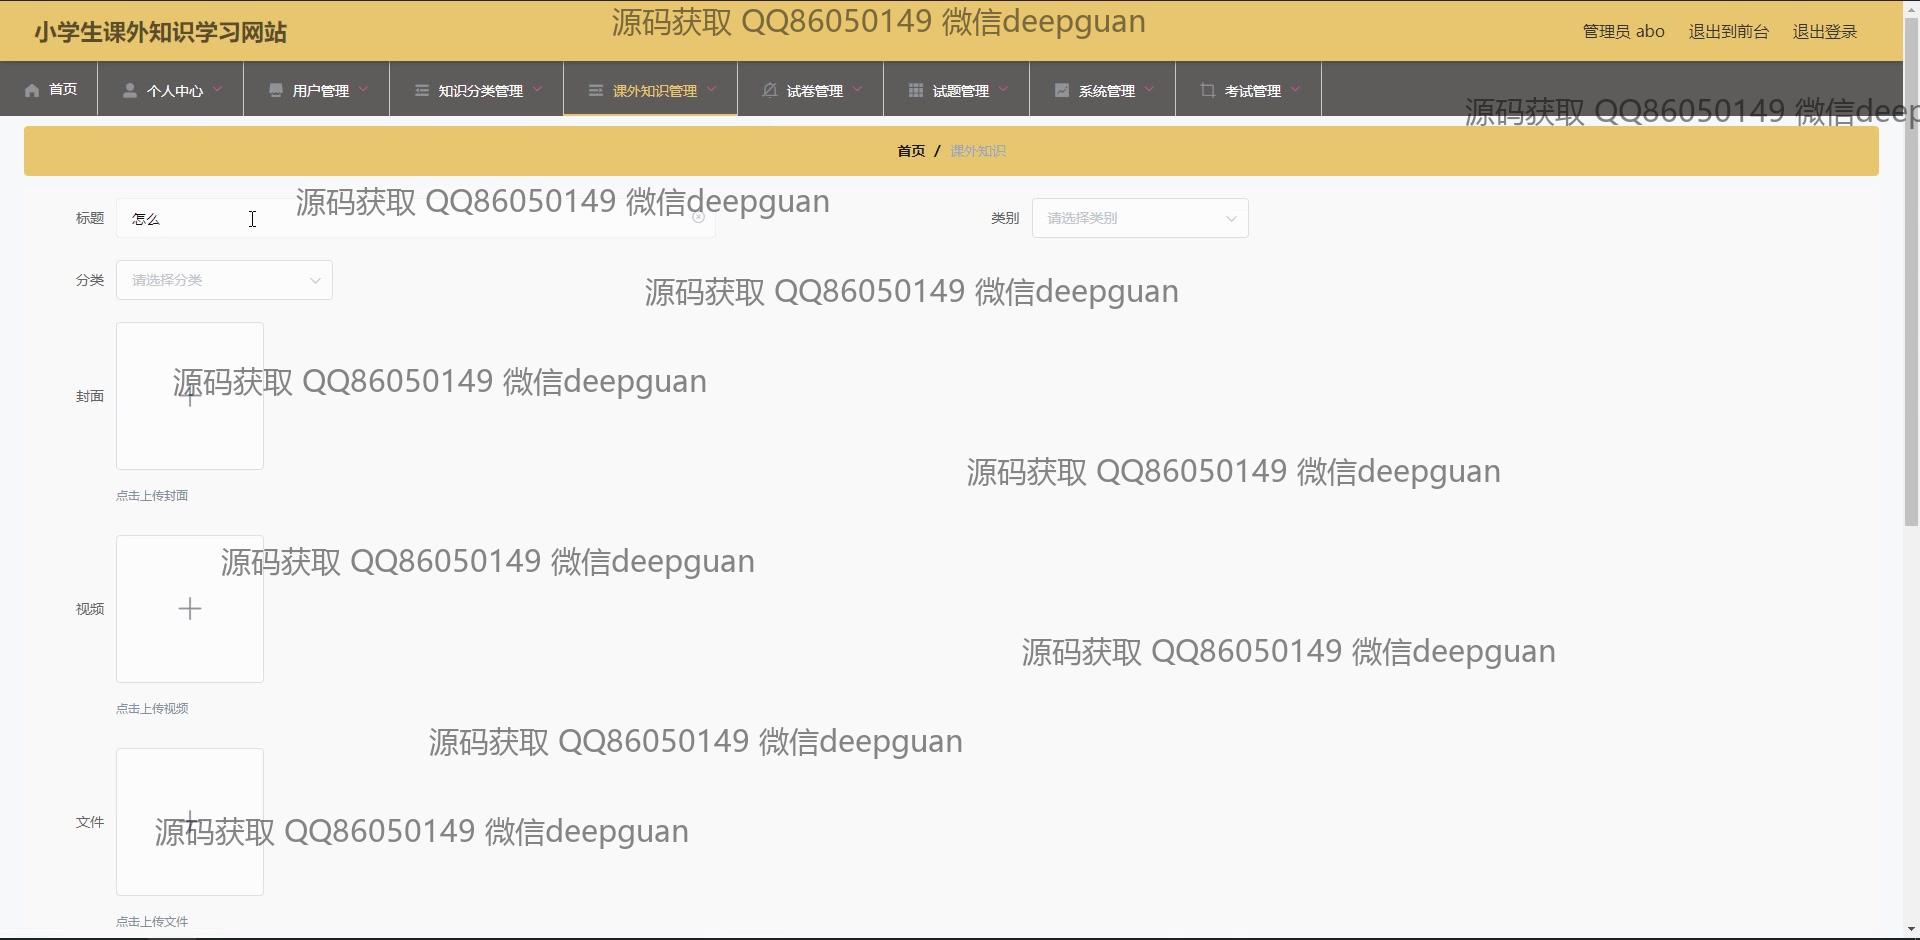 小学生课外知识学习网站
源码获取 QQ86050149 微信deepguan
管理员 abo 退出到前台 退出登录
首页 个人中心 用户管理 知识分类管理 课外知识管理 试卷管理 试题管理 系统管理 考试管理
源码获取 QQ86050149 微信deep
首页 / 课外知识
源码获取 QQ86050149 微信deepguan
标题 怎么
类别 请选择类别
分类 请选择分类
源码获取 QQ86050149 微信deepguan
源码获取 QQ86050149 微信deepguan
封面
源码获取 QQ86050149 微信deepguan
点击上传封面
源码获取 QQ86050149 微信deepguan
视频
源码获取 QQ86050149 微信deepguan
点击上传视频
源码获取 QQ86050149 微信deepguan
文件
源码获取 QQ86050149 微信deepguan
点击上传文件